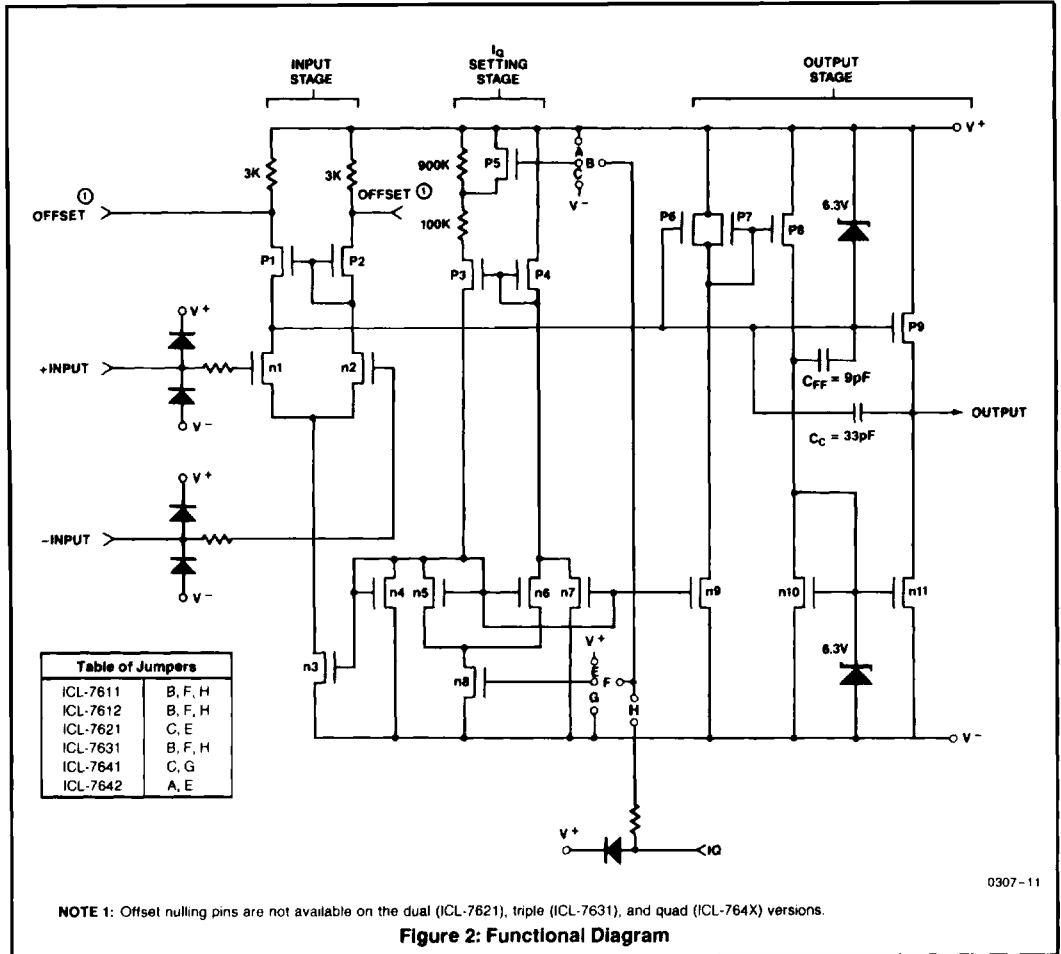 INPUT
STAGE
IQ
SETTING
STAGE
OUTPUT
STAGE
V+
3K
3K
900K
P5
A
B
C
V−
OFFSET ①
OFFSET ①
100K
P6
P7
P8
6.3V
P1
P2
P3
P4
P9
V+
+INPUT
n1
n2
CFF = 9pF
V−
OUTPUT
CC = 33pF
V+
−INPUT
V−
n4
n5
n6
n7
n9
n10
n11
V+
6.3V
n3
n8
E
F
G
H
V−
Table of Jumpers
ICL-7611 B, F, H
ICL-7612 B, F, H
ICL-7621 C, E
ICL-7631 B, F, H
ICL-7641 C, G
ICL-7642 A, E
V+
IQ
0307-11
NOTE 1: Offset nulling pins are not available on the dual (ICL-7621), triple (ICL-7631), and quad (ICL-764X) versions.
Figure 2: Functional Diagram